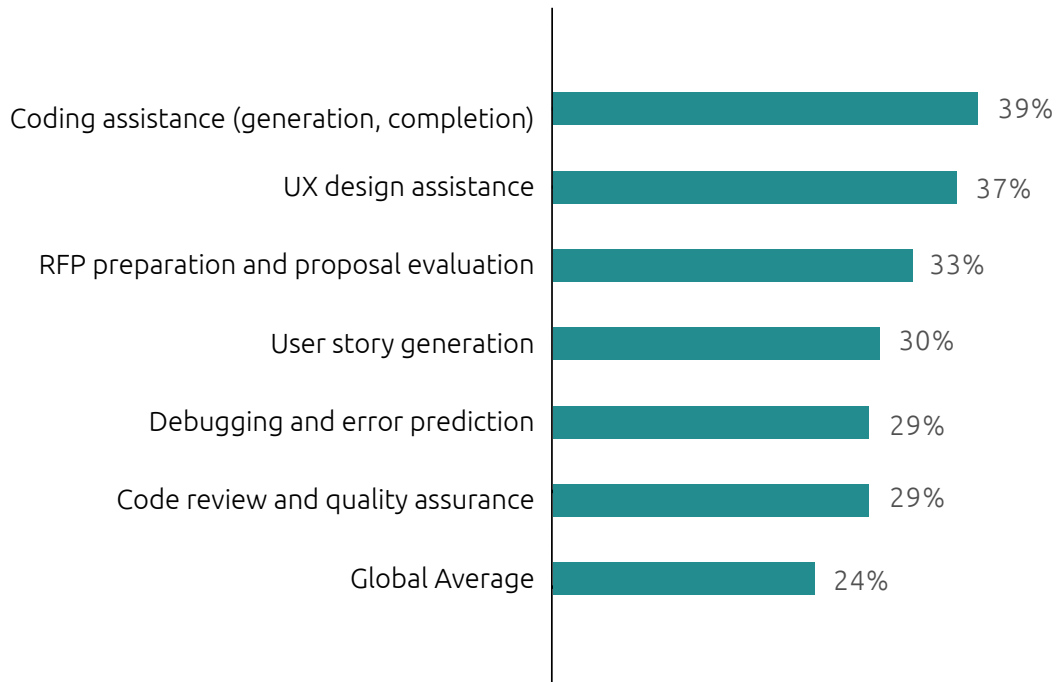 Coding assistance (generation, completion) 39%
UX design assistance 37%
RFP preparation and proposal evaluation 33%
User story generation 30%
Debugging and error prediction 29%
Code review and quality assurance 29%
Global Average 24%